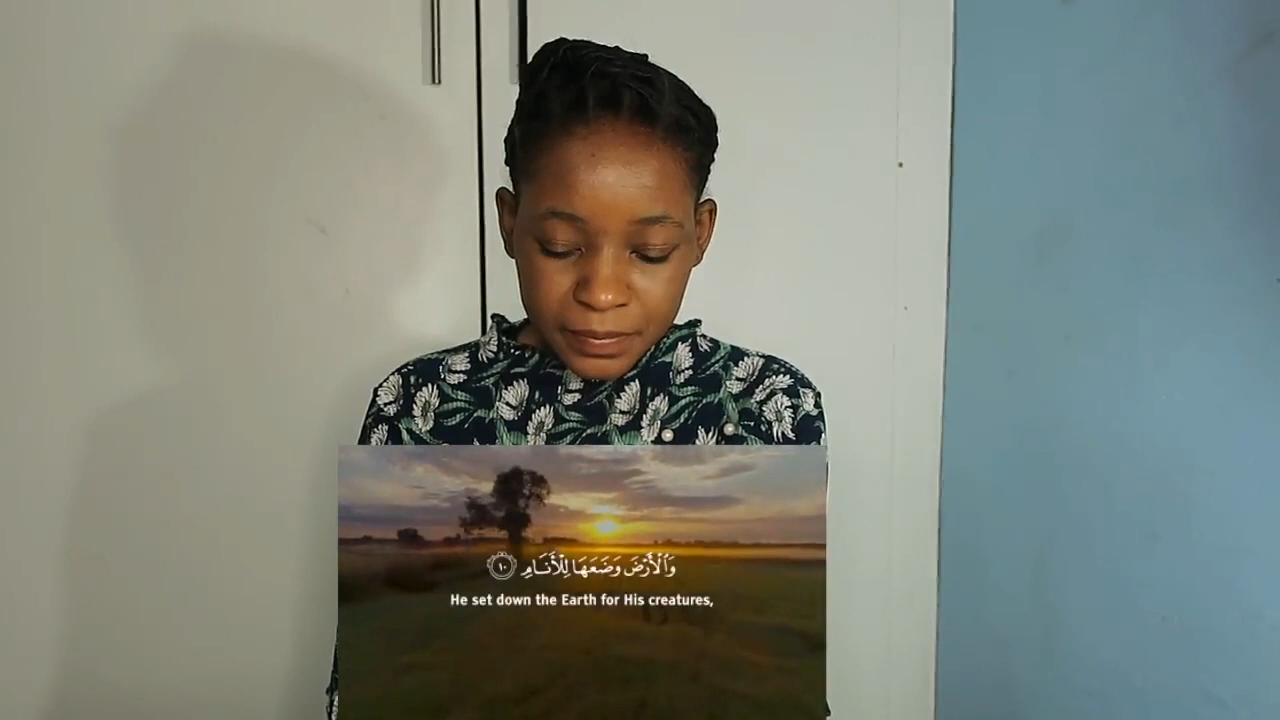 وَٱلْأَرْضَ وَضَعَهَا لِلْأَنَامِ ١٠
He set down the Earth for His creatures,